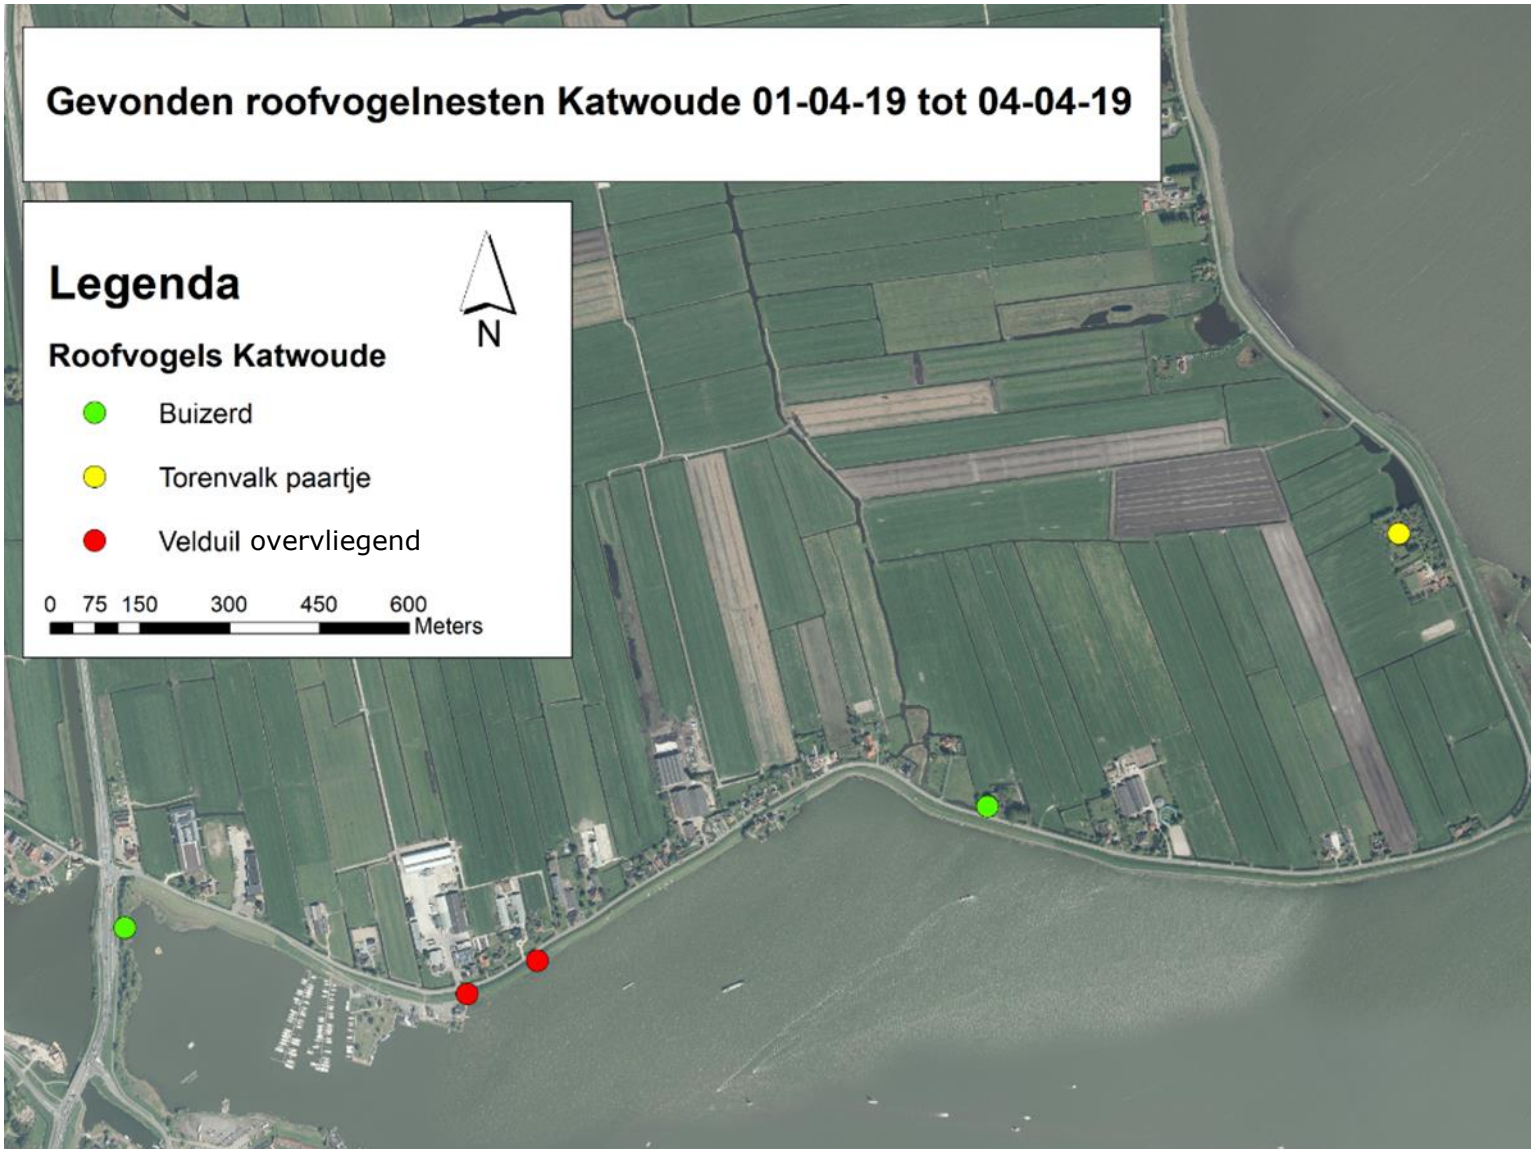 Gevonden roofvogelnesten Katwoude 01-04-19 tot 04-04-19
Legenda
N
Roofvogels Katwoude
Buizerd
Torenvalk paartje
Velduil overvliegend
0 75 150 300 450 600
Meters